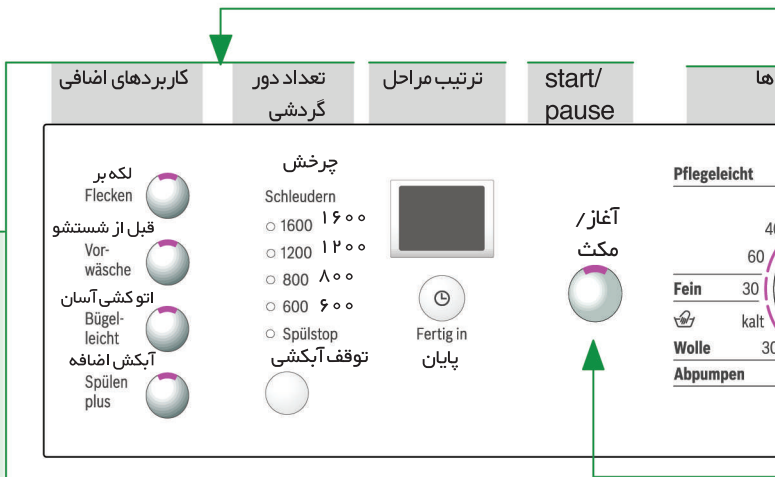 کاربردهای اضافی
تعداد دور
گردشی
ترتیب مراحل
start/
pause
ها
لکه بر
Flecken
قبل از شستشو
Vor-
wäsche
اتو کشی آسان
Bügel-
leicht
آبکش اضافه
Spülen
plus
چرخش
Schleudern
1600 ۱۶۰۰
1200 ۱۲۰۰
800 ۸۰۰
600 ۶۰۰
Spülstop
توقف آبکشی
Fertig in
پایان
آغاز/
مکث
Pflegeleicht
40
60
Fein 30
kalt
Wolle 30
Abpumpen